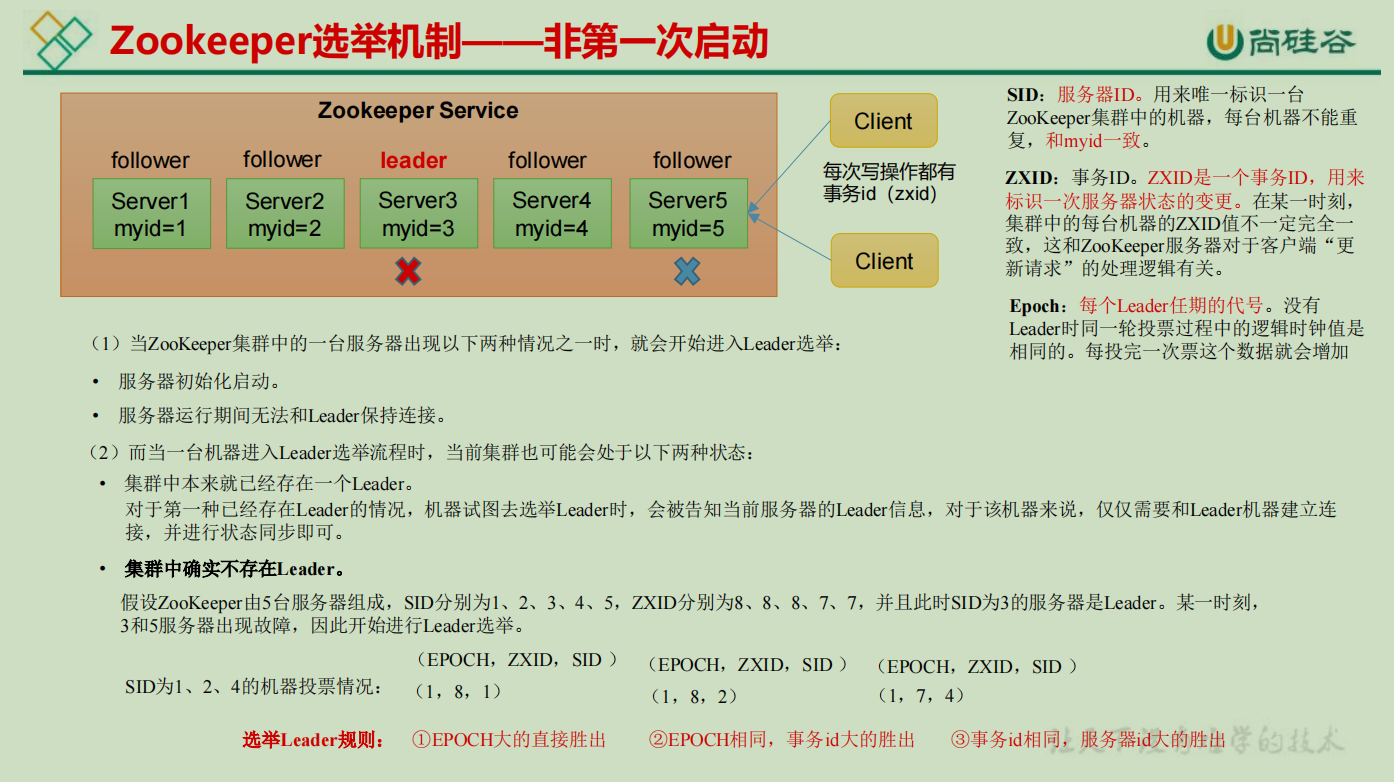 Zookeeper选举机制——非第一次启动
尚硅谷
Zookeeper Service
follower
follower
leader
follower
follower
Server1
myid=1
Server2
myid=2
Server3
myid=3
Server4
myid=4
Server5
myid=5
Client
每次写操作都有
事务id（zxid）
Client
SID：服务器ID。用来唯一标识一台
ZooKeeper集群中的机器，每台机器不能重
复，和myid一致。
ZXID：事务ID。ZXID是一个事务ID，用来
标识一次服务器状态的变更。在某一时刻，
集群中的每台机器的ZXID值不一定完全一
致，这和ZooKeeper服务器对于客户端“更
新请求”的处理逻辑有关。
Epoch：每个Leader任期的代号。没有
Leader时同一轮投票过程中的逻辑时钟值是
相同的。每投完一次票这个数据就会增加
（1）当ZooKeeper集群中的一台服务器出现以下两种情况之一时，就会开始进入Leader选举：
• 服务器初始化启动。
• 服务器运行期间无法和Leader保持连接。
（2）而当一台机器进入Leader选举流程时，当前集群也可能会处于以下两种状态：
• 集群中本来就已经存在一个Leader。
对于第一种已经存在Leader的情况，机器试图去选举Leader时，会被告知当前服务器的Leader信息，对于该机器来说，仅仅需要和Leader机器建立连
接，并进行状态同步即可。
• 集群中确实不存在Leader。
假设ZooKeeper由5台服务器组成，SID分别为1、2、3、4、5，ZXID分别为8、8、8、7、7，并且此时SID为3的服务器是Leader。某一时刻，
3和5服务器出现故障，因此开始进行Leader选举。
（EPOCH，ZXID，SID ）
（EPOCH，ZXID，SID ）
（EPOCH，ZXID，SID ）
SID为1、2、4的机器投票情况：
（1，8，1）
（1，8，2）
（1，7，4）
选举Leader规则： ①EPOCH大的直接胜出 ②EPOCH相同，事务id大的胜出 ③事务id相同，服务器id大的胜出
让天下没有难学的技术